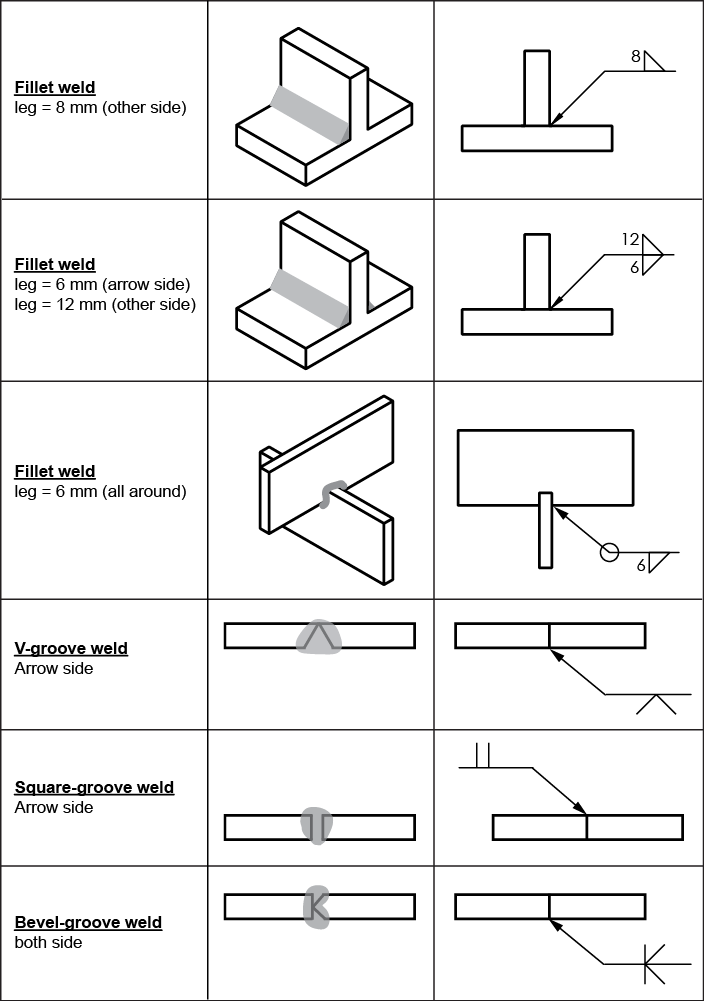 Fillet weld
leg = 8 mm (other side)
8
Fillet weld
leg = 6 mm (arrow side)
leg = 12 mm (other side)
12
6
Fillet weld
leg = 6 mm (all around)
6
V-groove weld
Arrow side
Square-groove weld
Arrow side
Bevel-groove weld
both side